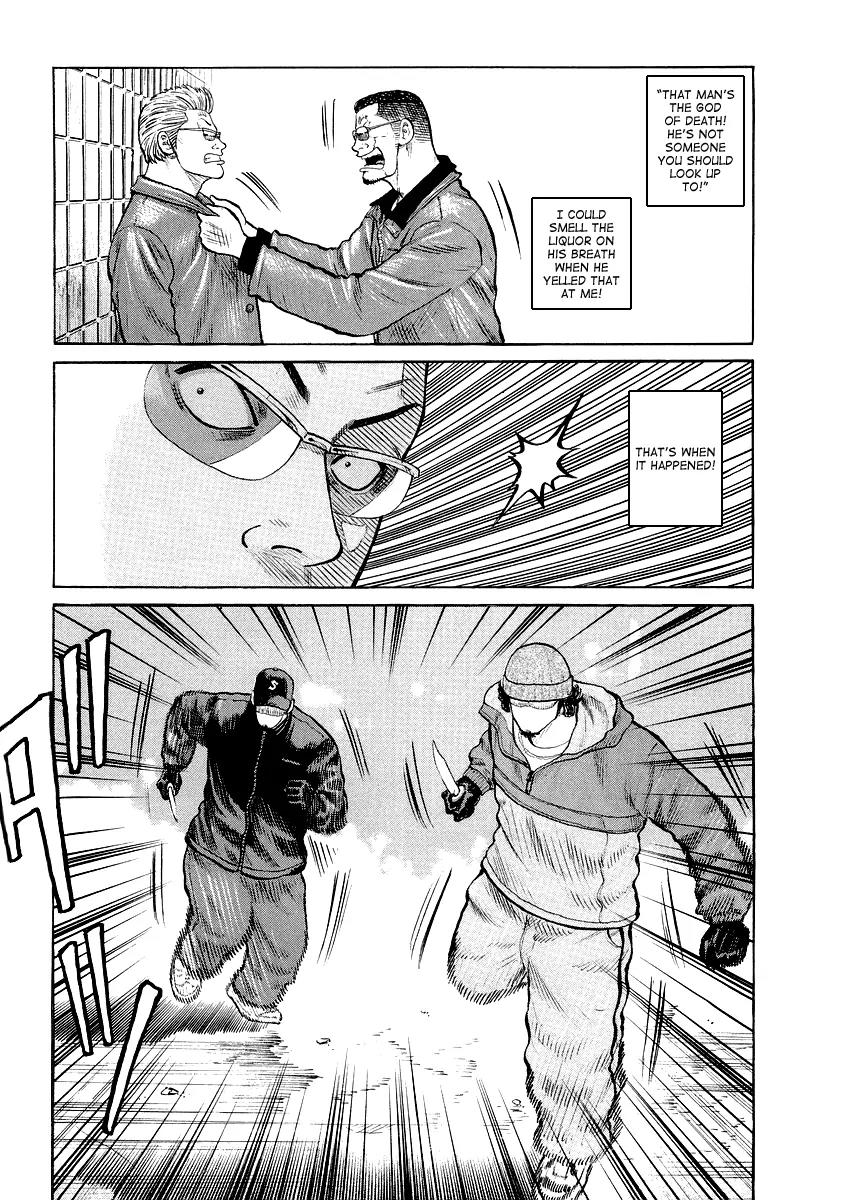 "THAT MAN'S
THE GOD
OF DEATH!
HE'S NOT
SOMEONE
YOU SHOULD
LOOK UP
TO!"
I COULD
SMELL THE
LIQUOR ON
HIS BREATH
WHEN HE
YELLED THAT
AT ME!
THAT'S WHEN
IT HAPPENED!
S